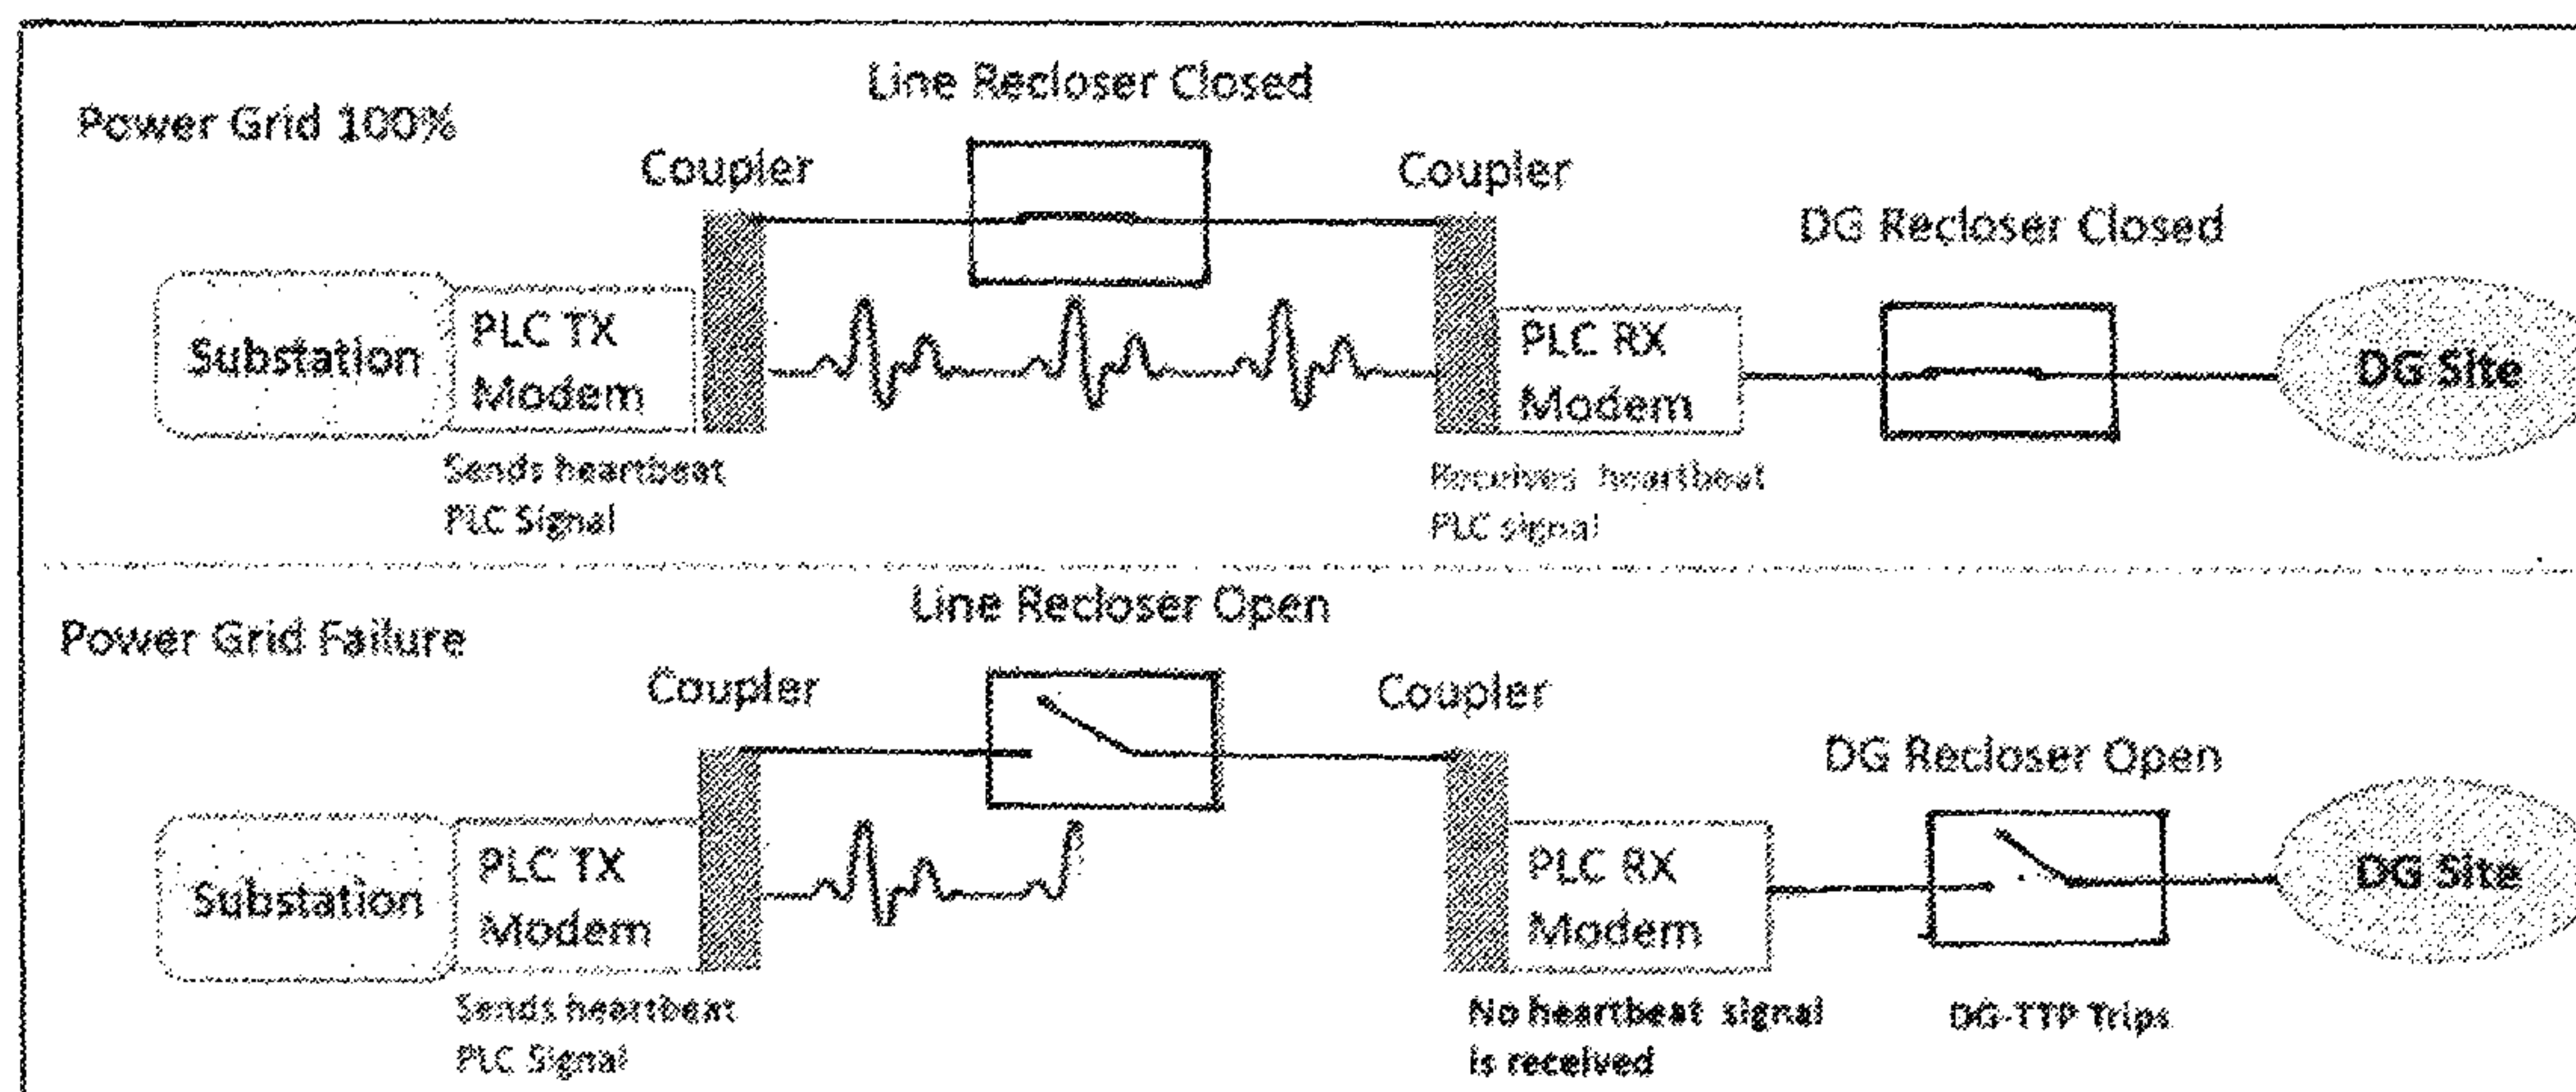 Line Recloser Closed
Power Grid 100%
Coupler
Coupler
DG Recloser Closed
Substation
PLC TX
Modem
PLC RX
Modem
DG Site
Sends heartbeat
PLC Signal
Receives heartbeat
PLC signal
Line Recloser Open
Power Grid Failure
Coupler
Coupler
DG Recloser Open
Substation
PLC TX
Modem
PLC RX
Modem
DG Site
Sends heartbeat
PLC Signal
No heartbeat signal
is received
DG-TTP Trips